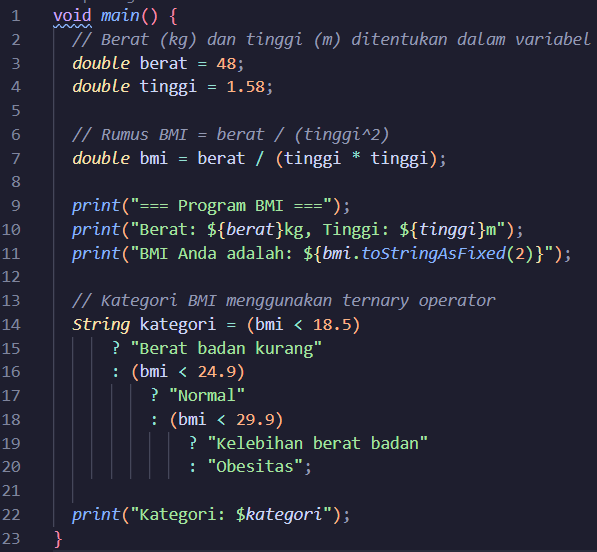 1 void main() {
2 // Berat (kg) dan tinggi (m) ditentukan dalam variabel
3 double berat = 48;
4 double tinggi = 1.58;
5
6 // Rumus BMI = berat / (tinggi^2)
7 double bmi = berat / (tinggi * tinggi);
8
9 print("=== Program BMI ===");
10 print("Berat: ${berat}kg, Tinggi: ${tinggi}m");
11 print("BMI Anda adalah: ${bmi.toStringAsFixed(2)}");
12
13 // Kategori BMI menggunakan ternary operator
14 String kategori = (bmi < 18.5)
15 ? "Berat badan kurang"
16 : (bmi < 24.9)
17 ? "Normal"
18 : (bmi < 29.9)
19 ? "Kelebihan berat badan"
20 : "Obesitas";
21
22 print("Kategori: $kategori");
23 }